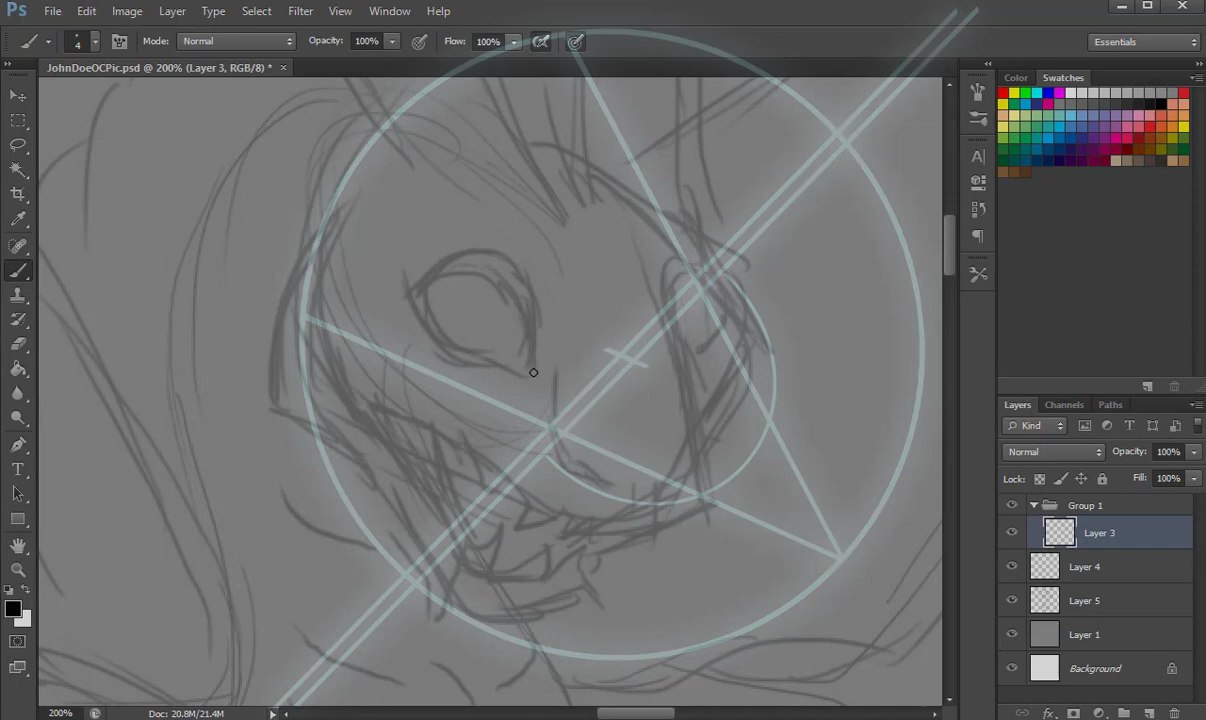 Ps File Edit Image Layer Type Select Filter View Window Help
4 Mode: Normal Opacity: 100% Flow: 100% Essentials
JohnDoeOCPic.psd @ 200% (Layer 3, RGB/8) * ×
Color Swatches
Layers Channels Paths
Kind
Normal Opacity: 100%
Lock: Fill: 100%
Group 1
Layer 3
Layer 4
Layer 5
Layer 1
Background
200% Doc: 20.8M/21.4M